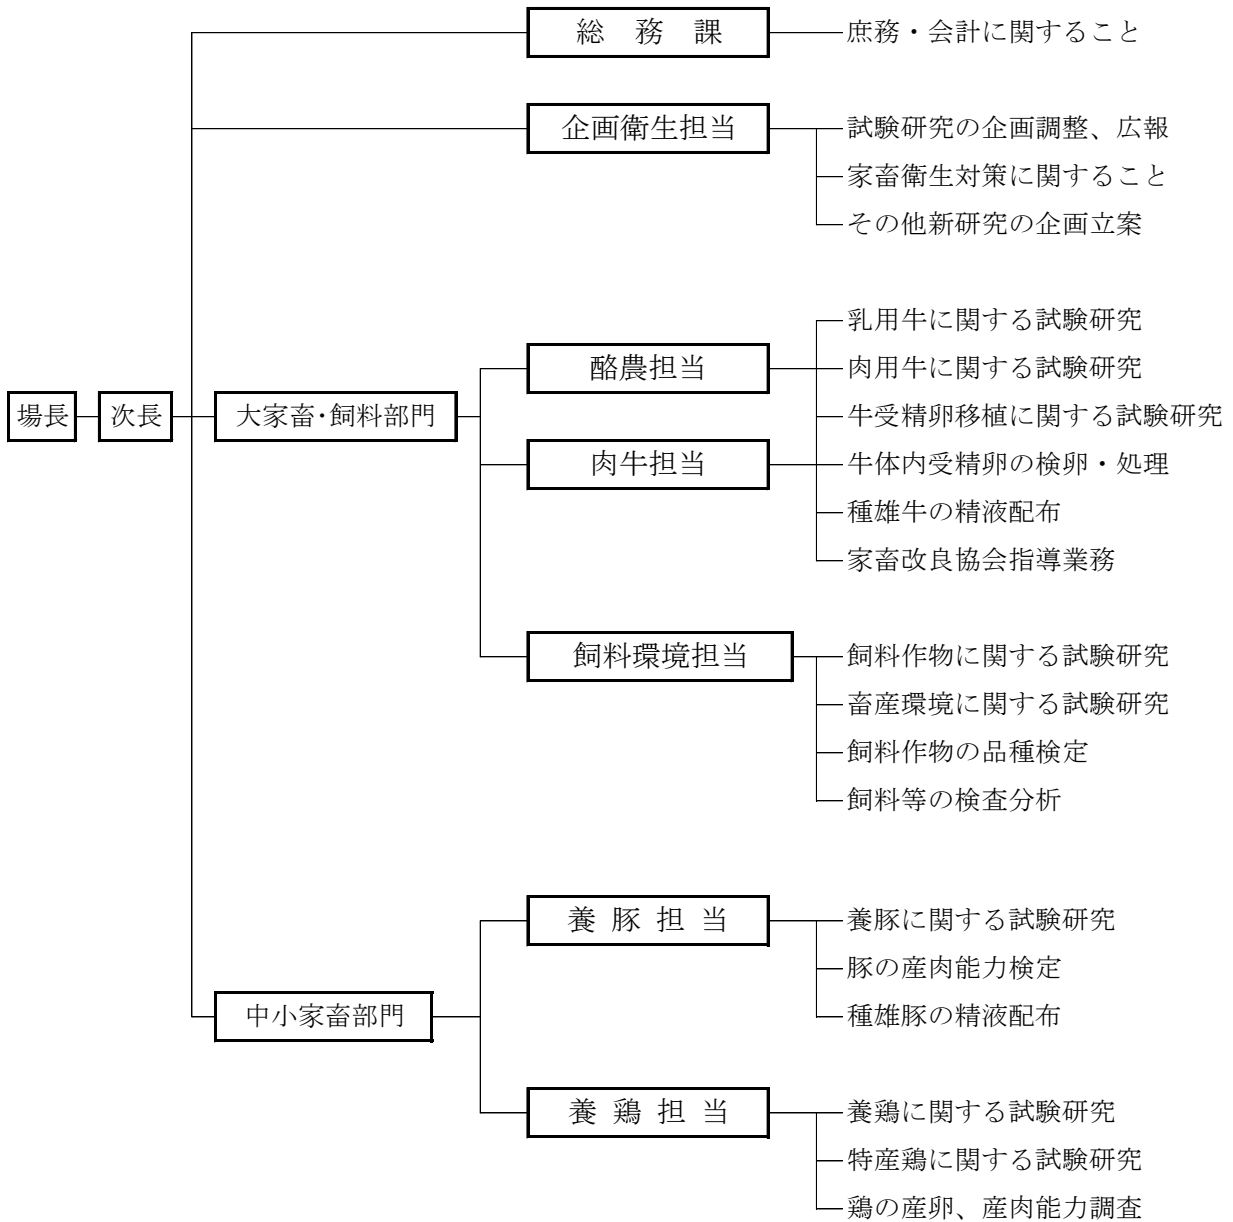 総　務　課
庶務・会計に関すること
企画衛生担当
試験研究の企画調整、広報
家畜衛生対策に関すること
その他新研究の企画立案
乳用牛に関する試験研究
酪農担当
肉用牛に関する試験研究
場長
次長
大家畜・飼料部門
牛受精卵移植に関する試験研究
肉牛担当
牛体内受精卵の検卵・処理
種雄牛の精液配布
家畜改良協会指導業務
飼料環境担当
飼料作物に関する試験研究
畜産環境に関する試験研究
飼料作物の品種検定
飼料等の検査分析
養 豚 担 当
養豚に関する試験研究
豚の産肉能力検定
中小家畜部門
種雄豚の精液配布
養 鶏 担 当
養鶏に関する試験研究
特産鶏に関する試験研究
鶏の産卵、産肉能力調査